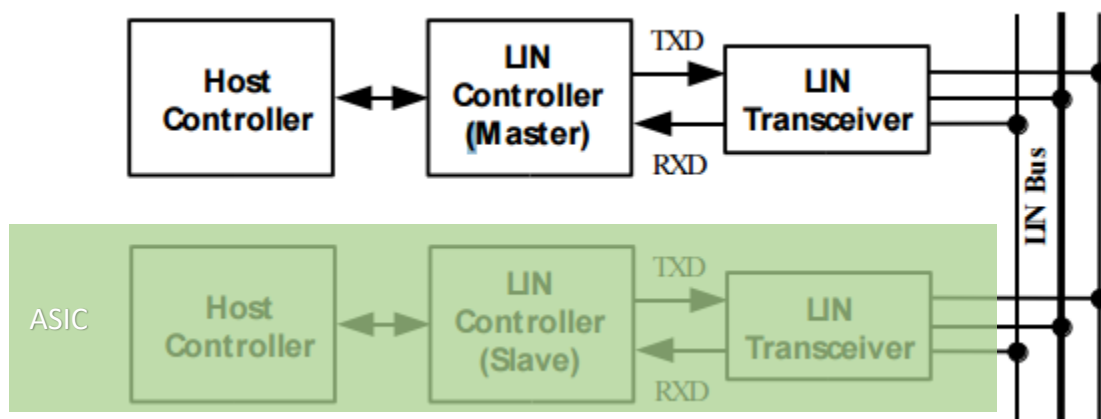 Host
Controller
LIN
Controller
(Master)
TXD
RXD
LIN
Transceiver
LIN Bus
ASIC
Host
Controller
LIN
Controller
(Slave)
TXD
RXD
LIN
Transceiver